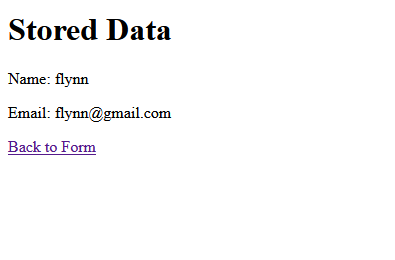 Stored Data
Name: flynn
Email: flynn@gmail.com
Back to Form